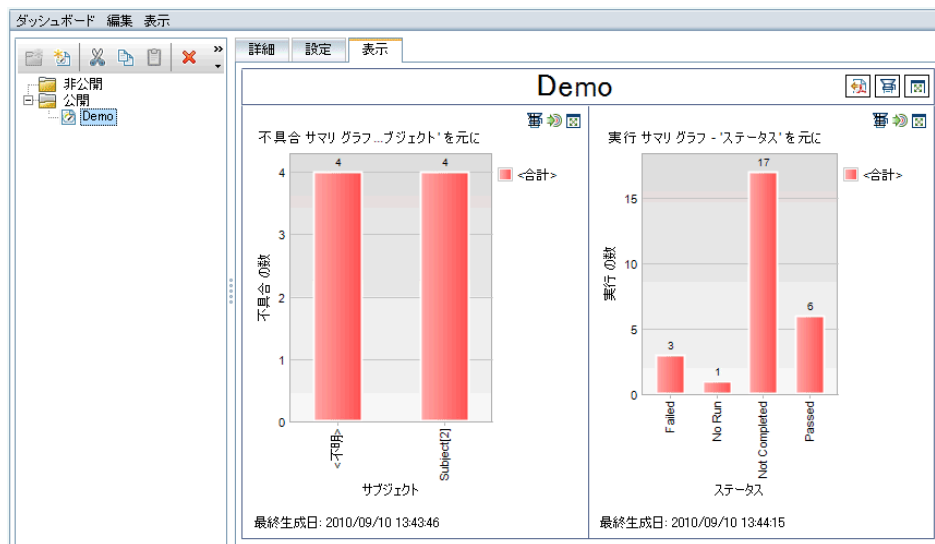 ダッシュボード 編集 表示
詳細 設定 表示
非公開
公開
Demo
Demo
不具合 サマリ グラフ...ブジェクト' を元に
4 4
<合計>
4
3
2
1
0
不具合 の数
<不明>
Subject[2]
サブジェクト
最終生成日: 2010/09/10 13:43:46
実行 サマリ グラフ - 'ステータス' を元に
17
<合計>
15
10
5
0
3
1
6
実行 の数
Failed
No Run
Not Completed
Passed
ステータス
最終生成日: 2010/09/10 13:44:15